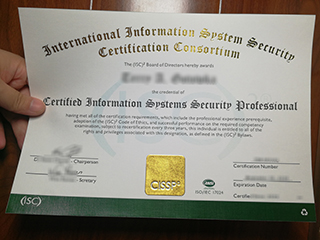 International Information System Security
Certification Consortium
The (ISC)² Board of Directors hereby awards
the credential of
Certified Information Systems Security Professional
having met all of the certification requirements, which include the professional experience prerequisite,
adoption of the (ISC)² Code of Ethics, and successful performance on the required competency
examination, subject to recertification every three years, this individual is entitled to all of the
rights and privileges associated with this designation, as defined in the (ISC)² Bylaws.
Chairperson
Secretary
CISSP
ISO/IEC 17024
Certification Number
Expiration Date
(ISC)²